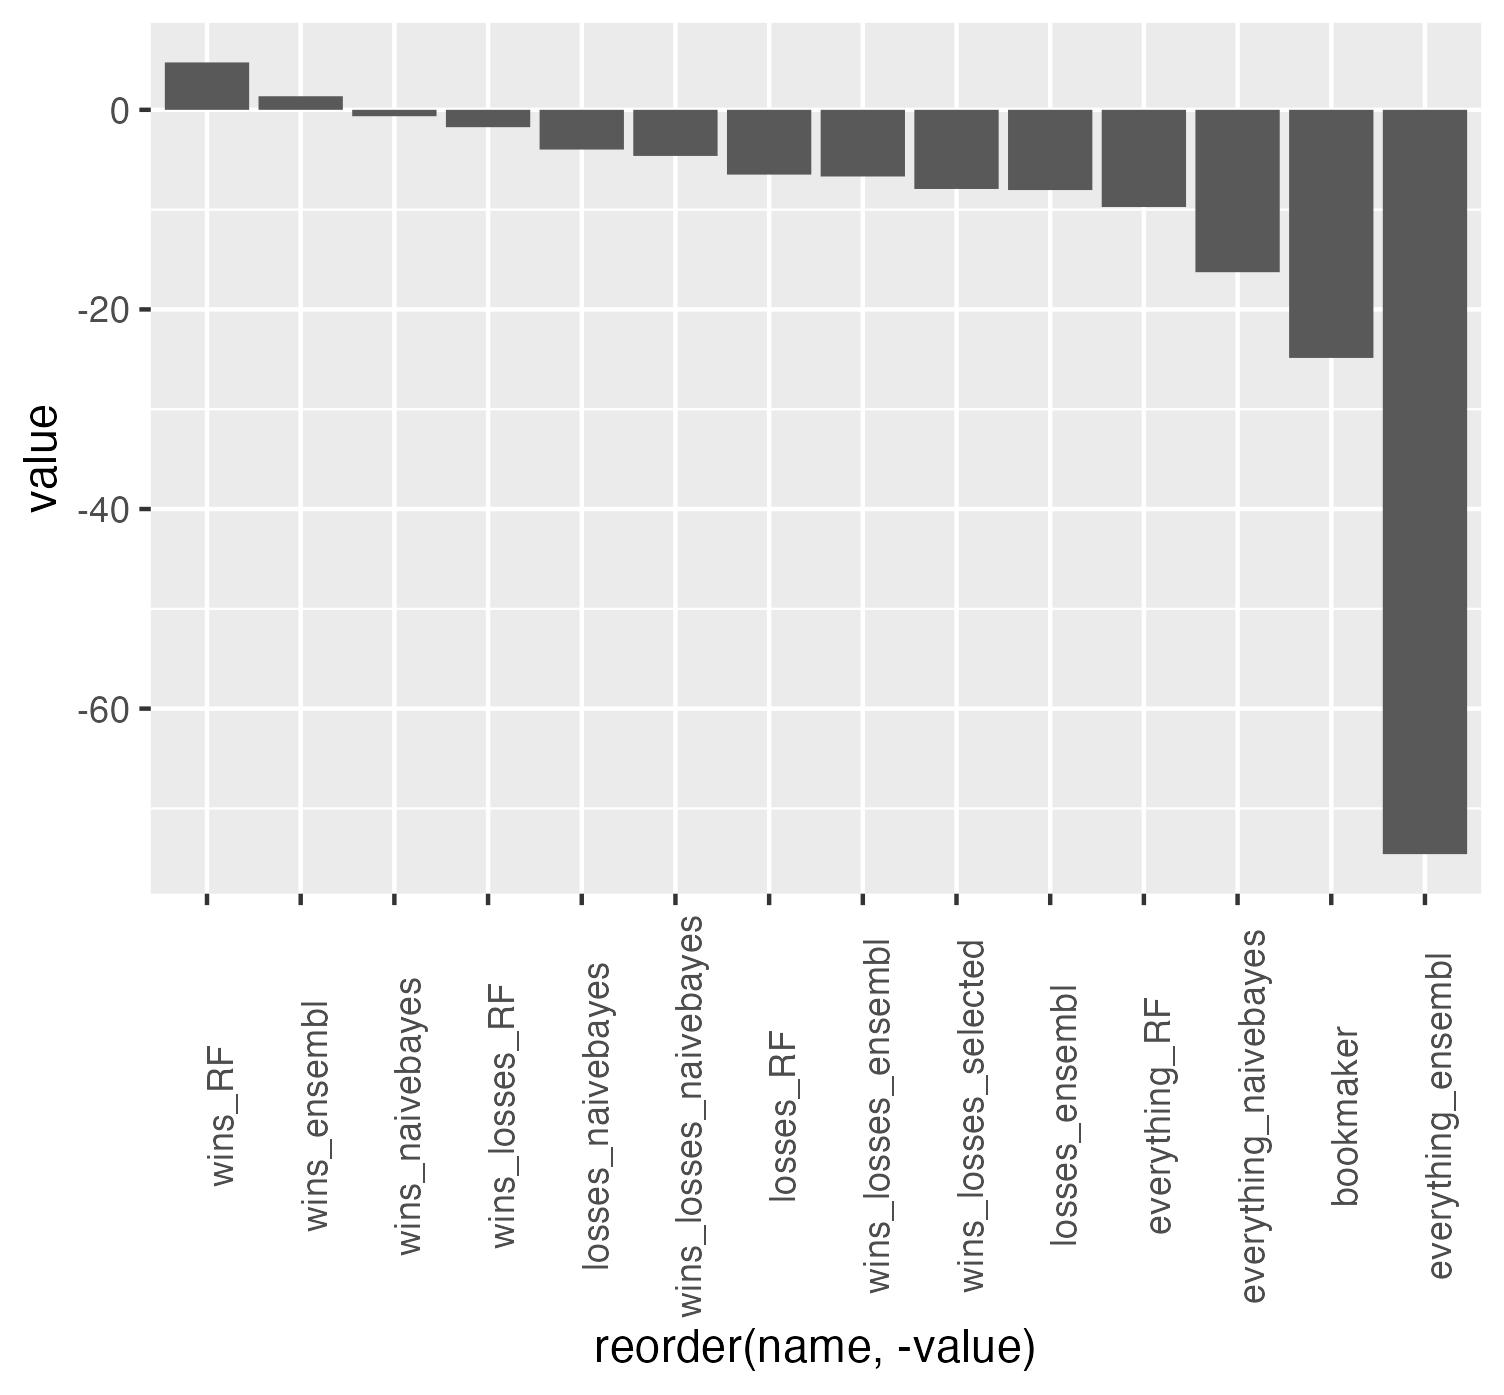 0
-20
-40
-60
value
wins_RF
wins_ensembl
wins_naivebayes
wins_losses_RF
losses_naivebayes
wins_losses_naivebayes
losses_RF
wins_losses_ensembl
wins_losses_selected
losses_ensembl
everything_RF
everything_naivebayes
bookmaker
everything_ensembl
reorder(name, -value)